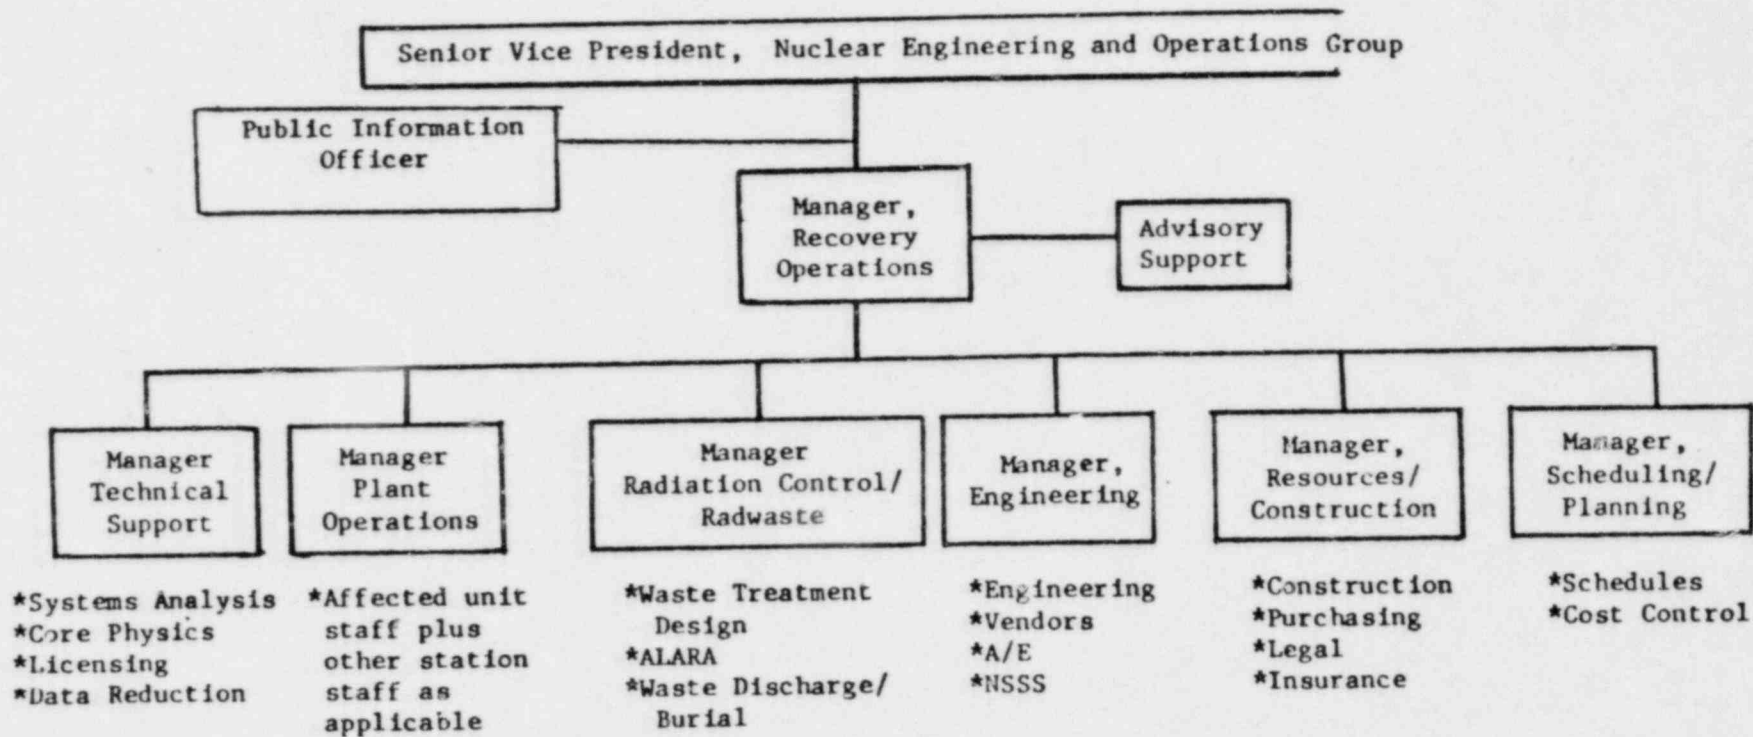 Senior Vice President, Nuclear Engineering and Operations Group
Public Information
Officer
Manager,
Recovery
Operations
Advisory
Support
Manager
Technical
Support
Manager
Plant
Operations
Manager
Radiation Control/
Radwaste
Manager,
Engineering
Manager,
Resources/
Construction
Manager,
Scheduling/
Planning
*Systems Analysis
*Core Physics
*Licensing
*Data Reduction
*Affected unit
staff plus
other station
staff as
applicable
*Waste Treatment
Design
*ALARA
*Waste Discharge/
Burial
*Engineering
*Vendors
*A/E
*NSSS
*Construction
*Purchasing
*Legal
*Insurance
*Schedules
*Cost Control